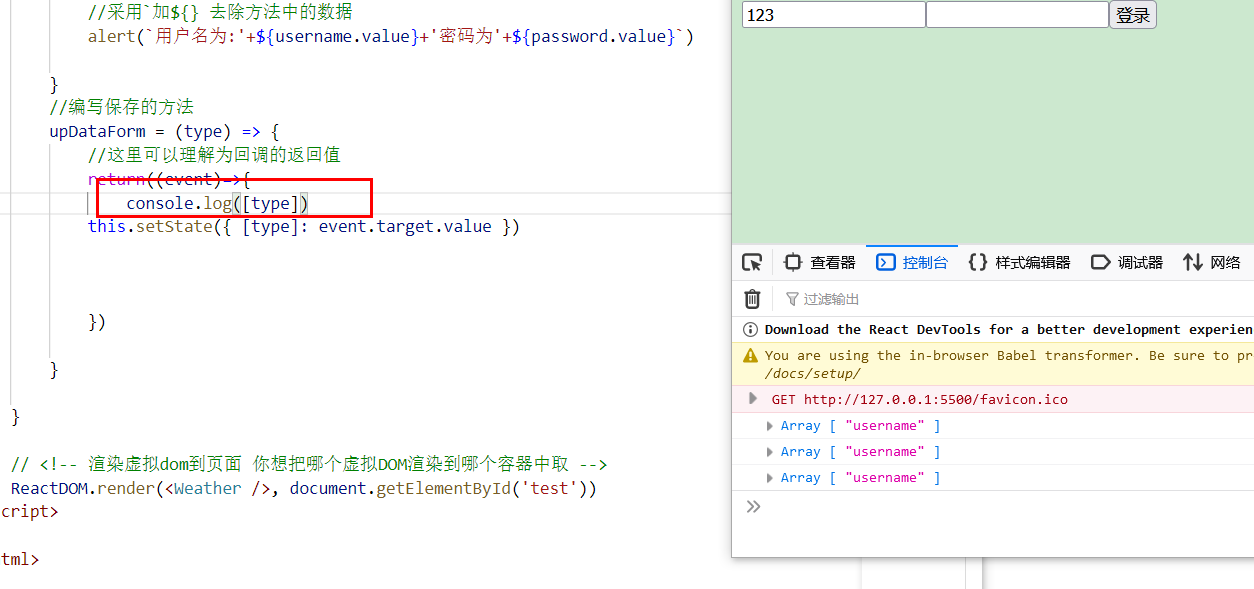 //采用`加${} 去除方法中的数据
alert(`用户名为:'+${username.value}+'密码为'+${password.value}`)
}
//编写保存的方法
upDataForm = (type) => {
//这里可以理解为回调的返回值
return((event)=>{
console.log([type])
this.setState({ [type]: event.target.value })
})
}
}
// <!-- 渲染虚拟dom到页面 你想把哪个虚拟DOM渲染到哪个容器中取 -->
ReactDOM.render(<Weather />, document.getElementById('test'))
cript>
tml>
123
登录
查看器 控制台 {} 样式编辑器 调试器 网络
过滤输出
Download the React DevTools for a better development experien
You are using the in-browser Babel transformer. Be sure to pr
/docs/setup/
GET http://127.0.0.1:5500/favicon.ico
Array [ "username" ]
Array [ "username" ]
Array [ "username" ]